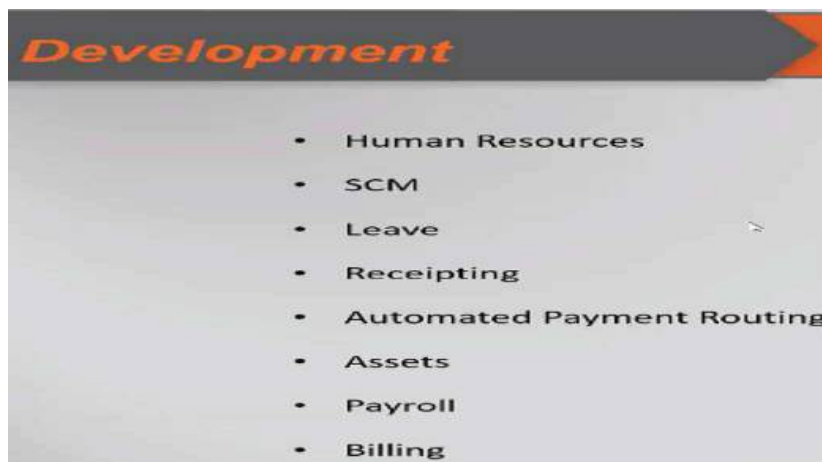 Development
• Human Resources
• SCM
• Leave
• Receipting
• Automated Payment Routing
• Assets
• Payroll
• Billing